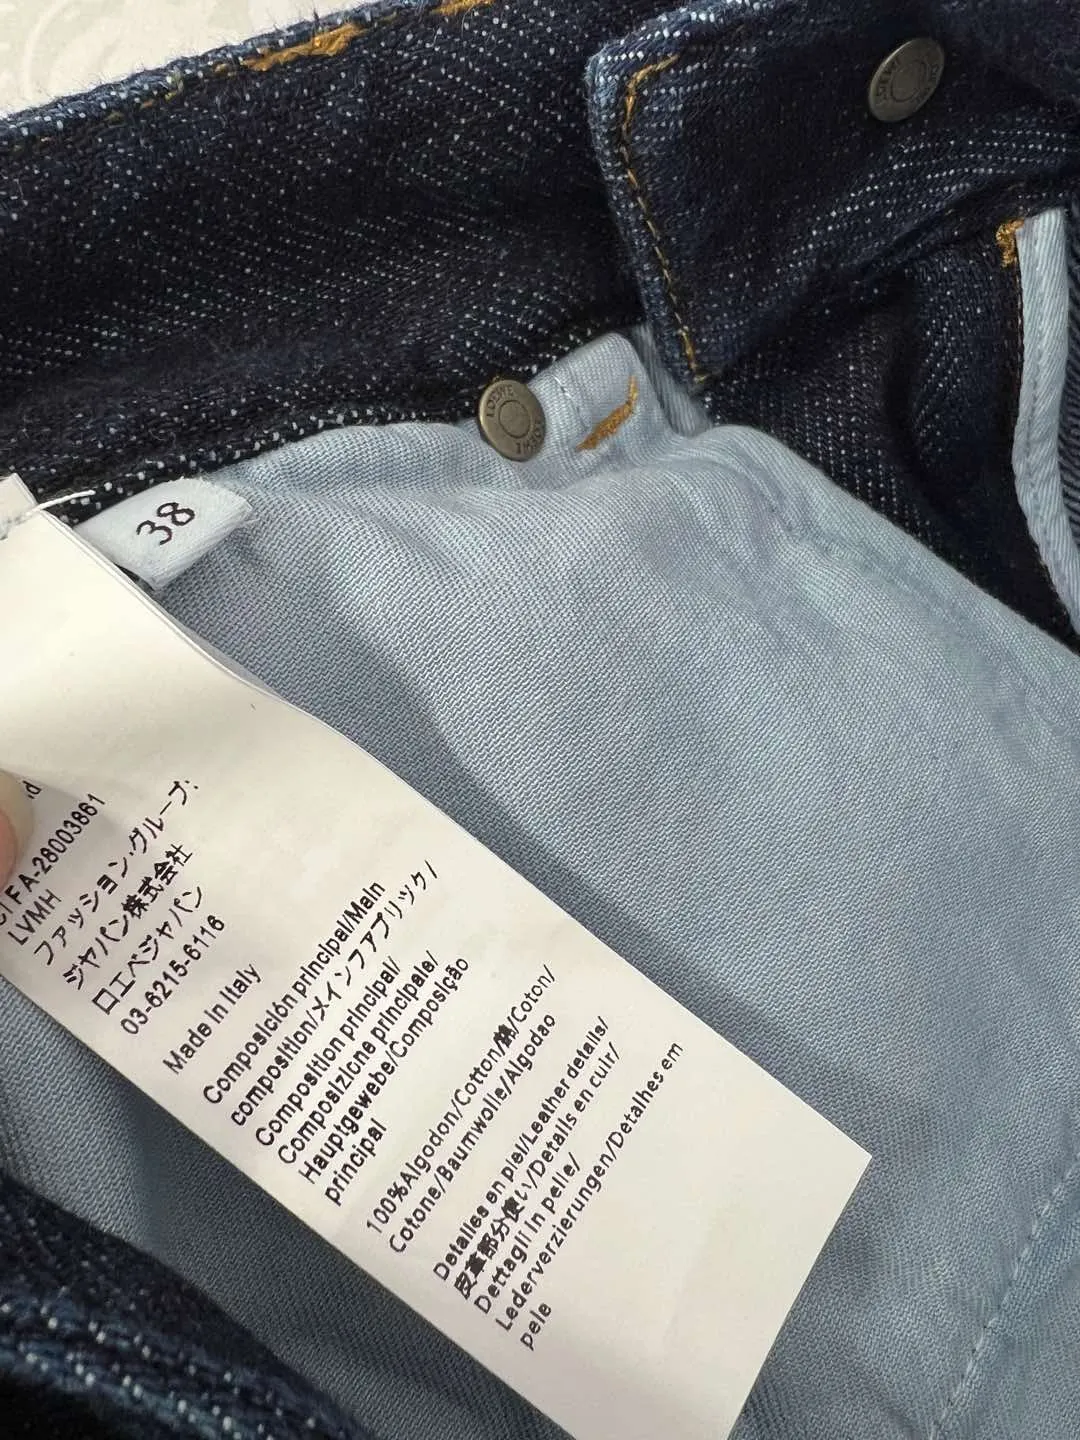 LOEWE
38
CIFA-28003861
LVMH
ファッション・グループ:
ジャパン株式会社
ロエベジャパン
03-6215-6116
Made in Italy
Composición principal/Main
composition/メインファブリック/
Composition principal/
Composizione principale/
Hauptgewebe/Composição
principal
100%Algodon/Cotton/綿/Coton/
Cotone/Baumwolle/Algodao
Detalles en piel/Leather details/
皮革部分使い/Détails en cuir/
Dettagli in pelle/
Lederverzierungen/Detalhes em
pele